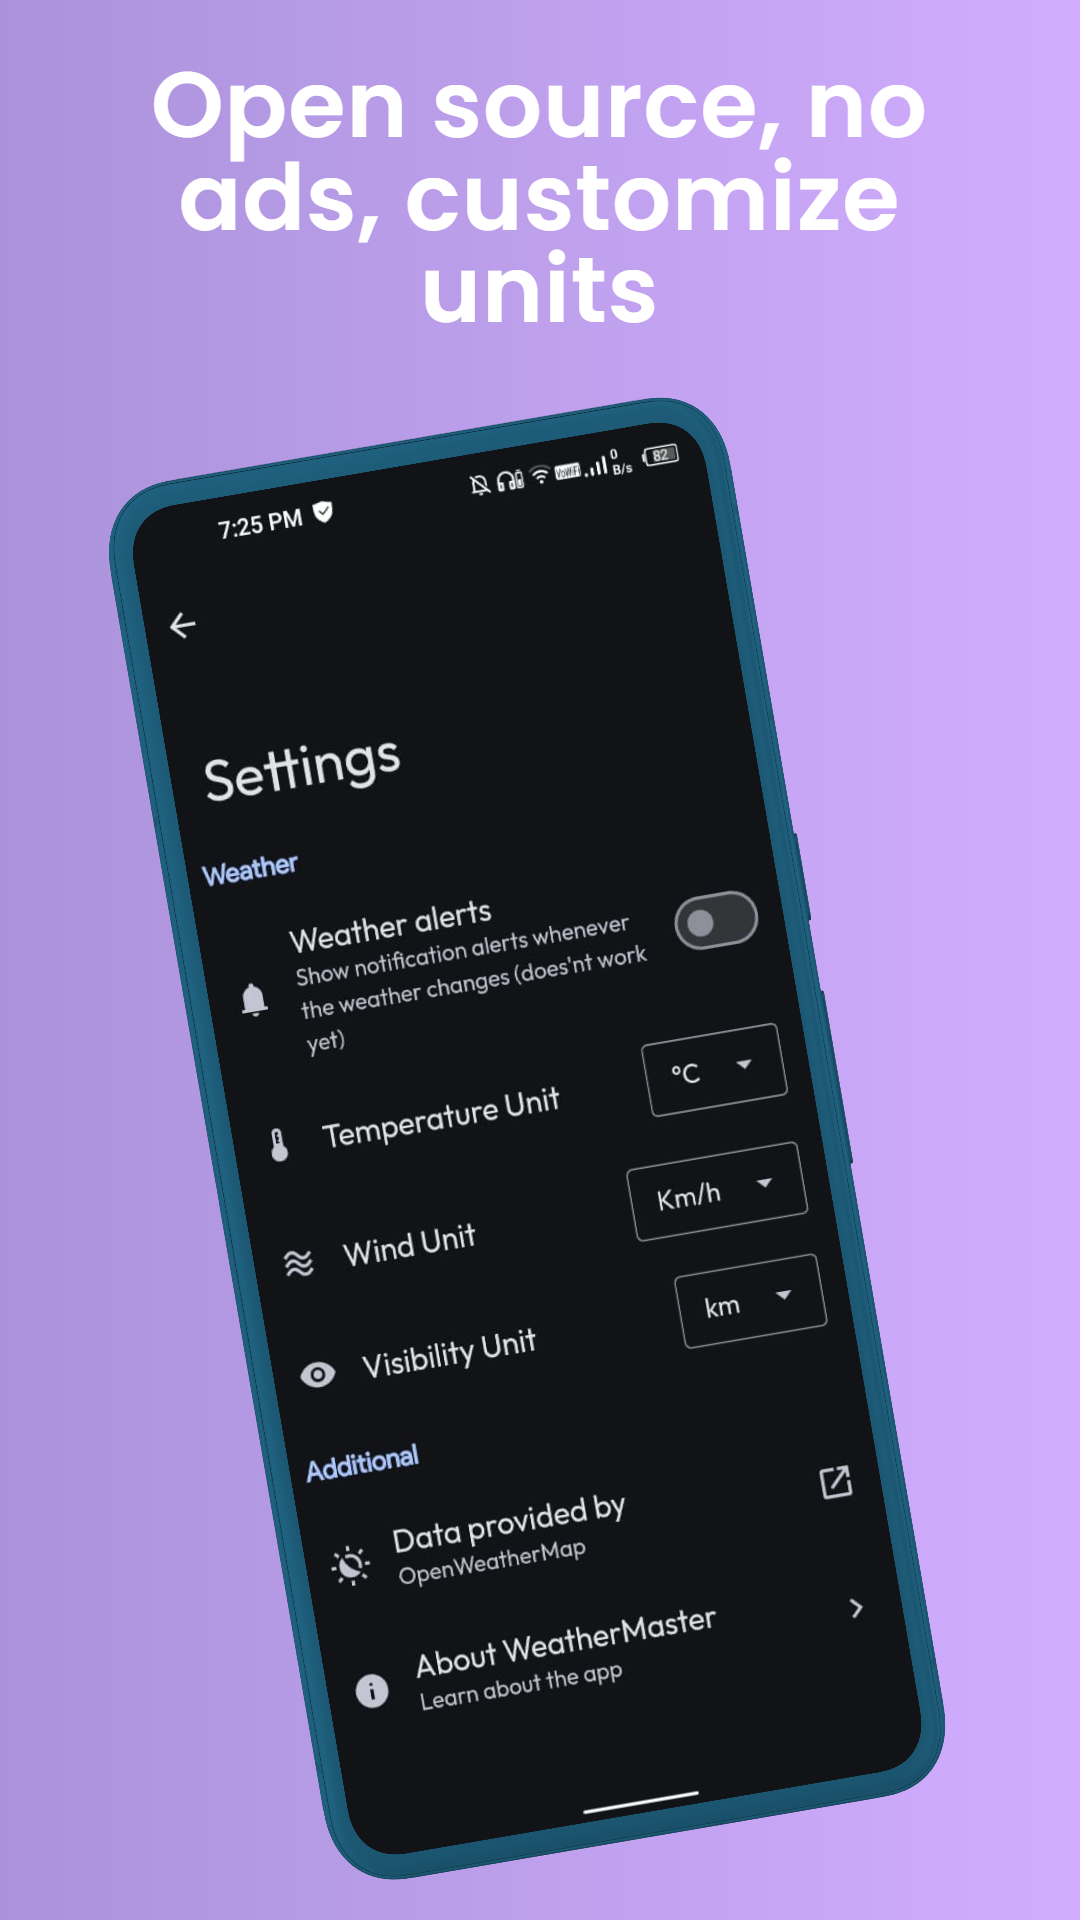 Open source, no
ads, customize
units
7:25 PM
VoWiFi
0
B/s
82
Settings
Weather
Weather alerts
Show notification alerts whenever
the weather changes (does'nt work
yet)
Temperature Unit
°C
Wind Unit
Km/h
Visibility Unit
km
Additional
Data provided by
OpenWeatherMap
About WeatherMaster
Learn about the app